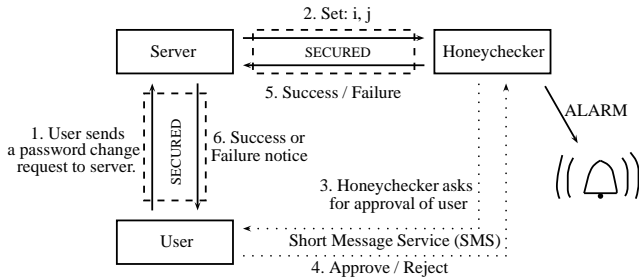 2. Set: i, j
Server
SECURED
Honeychecker
5. Success / Failure
ALARM
1. User sends
a password change
request to server.
SECURED
6. Success or
Failure notice
3. Honeychecker asks
for approval of user
User
Short Message Service (SMS)
4. Approve / Reject